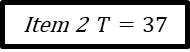 Item 2 T = 37